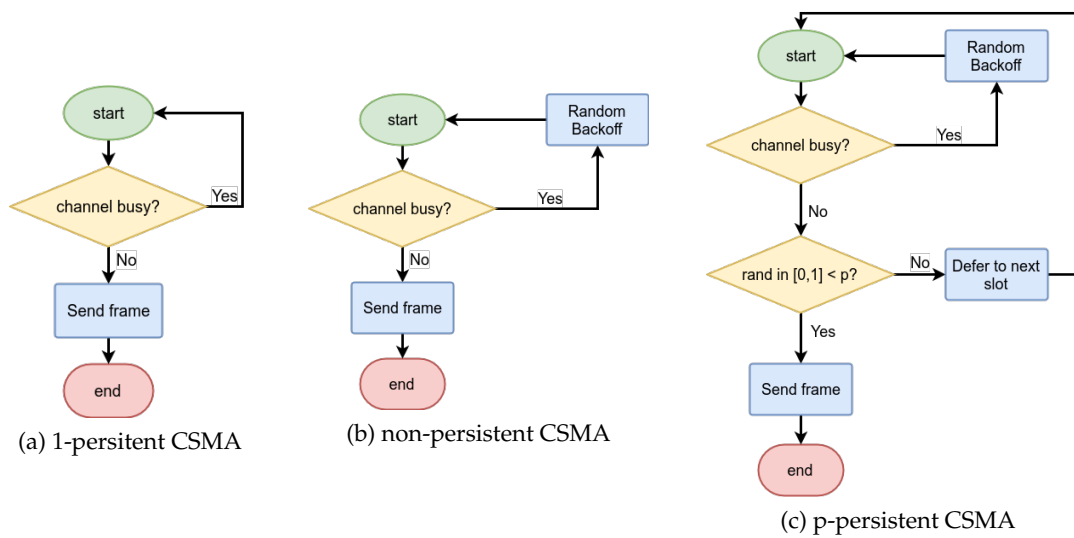 start
channel busy?
Yes
No
Send frame
end
(a) 1-persitent CSMA
start
Random
Backoff
channel busy?
Yes
No
Send frame
end
(b) non-persistent CSMA
start
Random
Backoff
channel busy?
Yes
No
rand in [0,1] < p?
No
Defer to next
slot
Yes
Send frame
end
(c) p-persistent CSMA